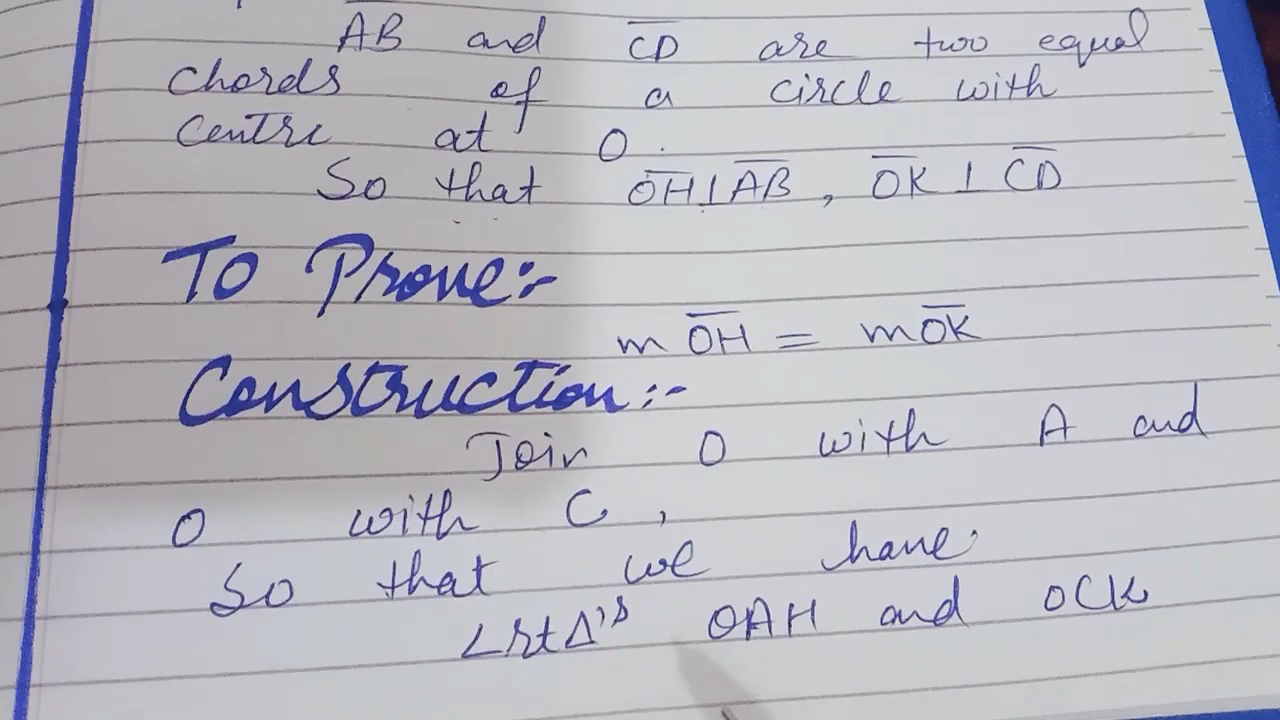 AB and CD are two equal
chords of a circle with
centre at O.
So that OH⊥AB, OK⊥CD
To Prove:-
mOH = mOK
Construction:-
Join O with A and
O with C,
So that we have
∠rt△'s OAH and OCK